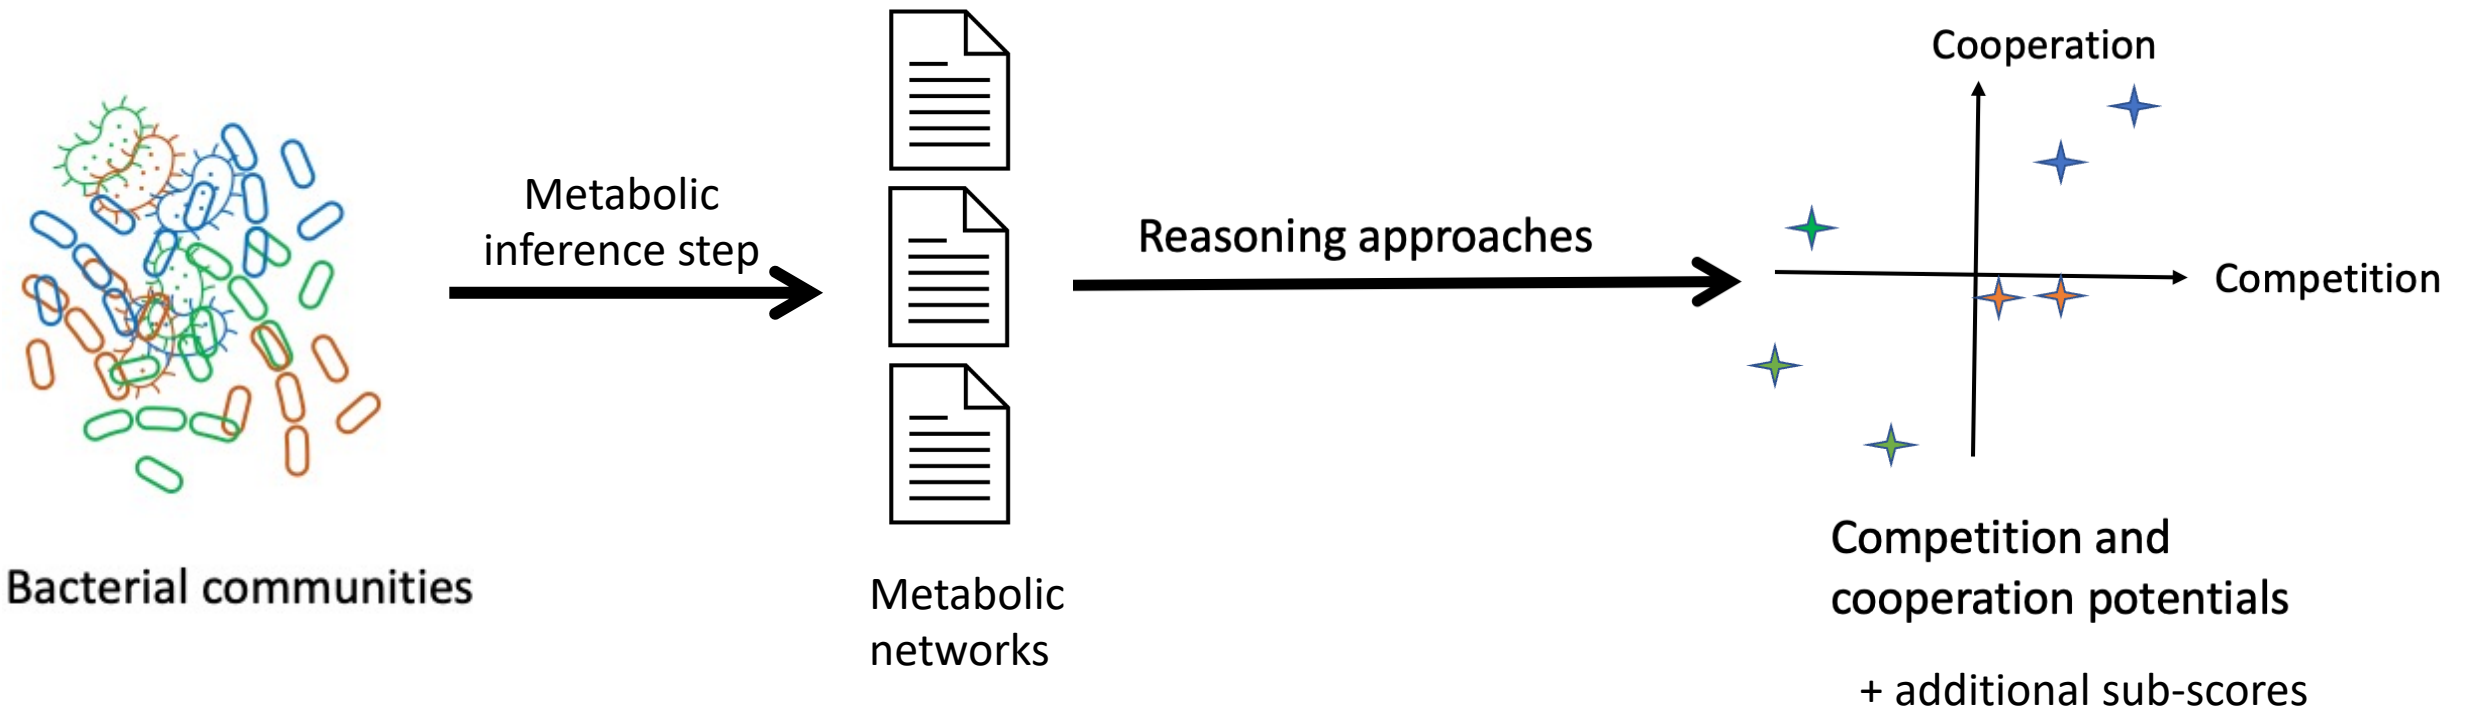 Bacterial communities
Metabolic
inference step
Metabolic
networks
Reasoning approaches
Cooperation
Competition
Competition and
cooperation potentials
+ additional sub-scores